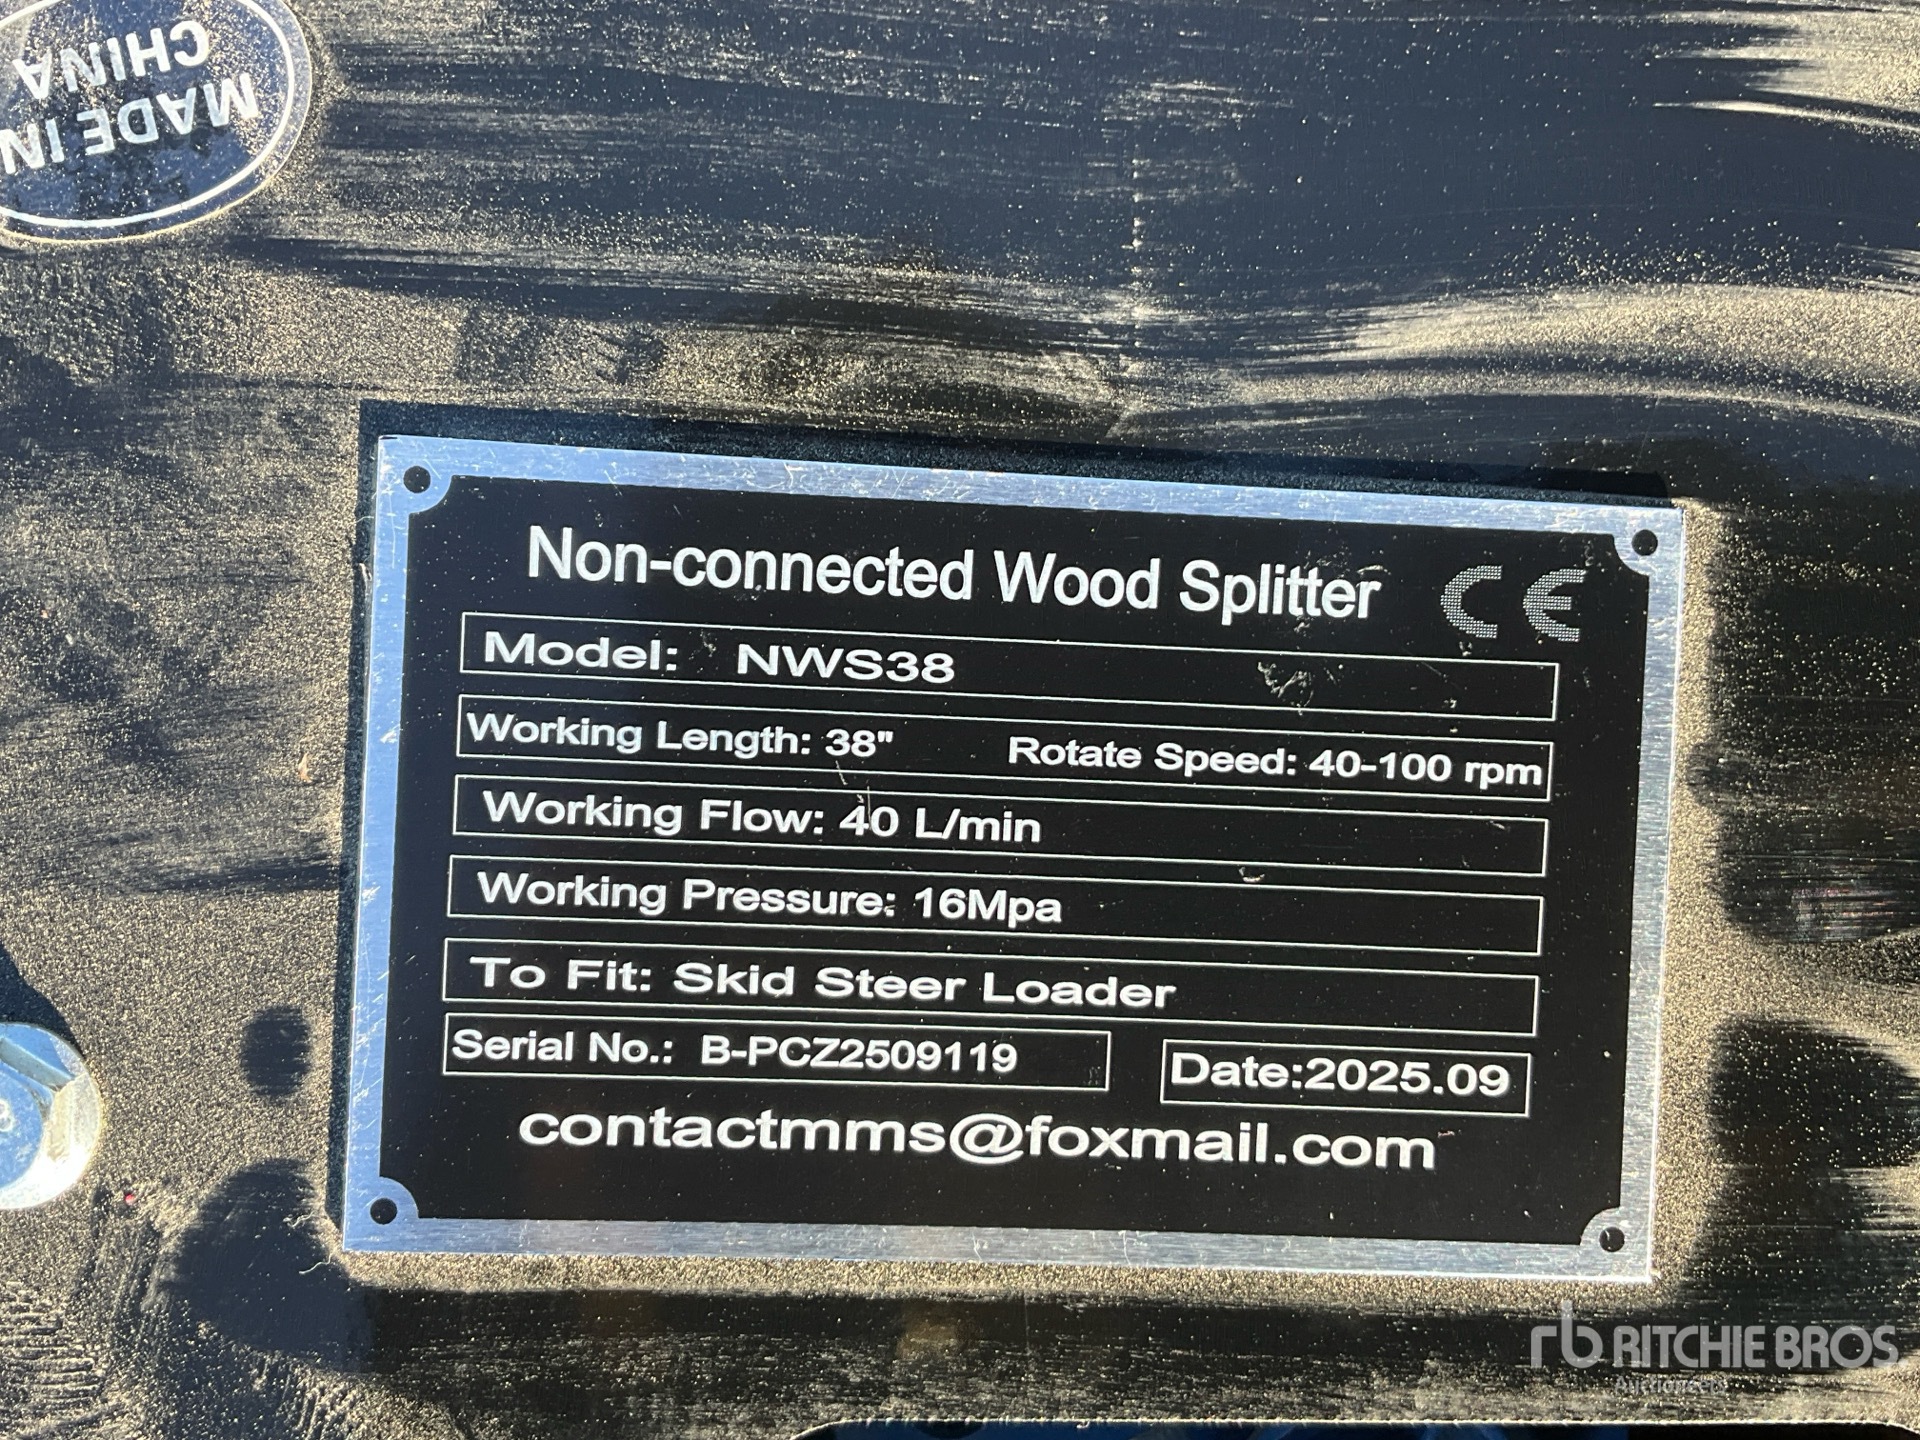 MADE IN
CHINA
Non-connected Wood Splitter CE
Model: NWS38
Working Length: 38" Rotate Speed: 40-100 rpm
Working Flow: 40 L/min
Working Pressure: 16Mpa
To Fit: Skid Steer Loader
Serial No.: B-PCZ2509119 Date:2025.09
contactmms@foxmail.com
rb RITCHIE BROS
Auctioneers